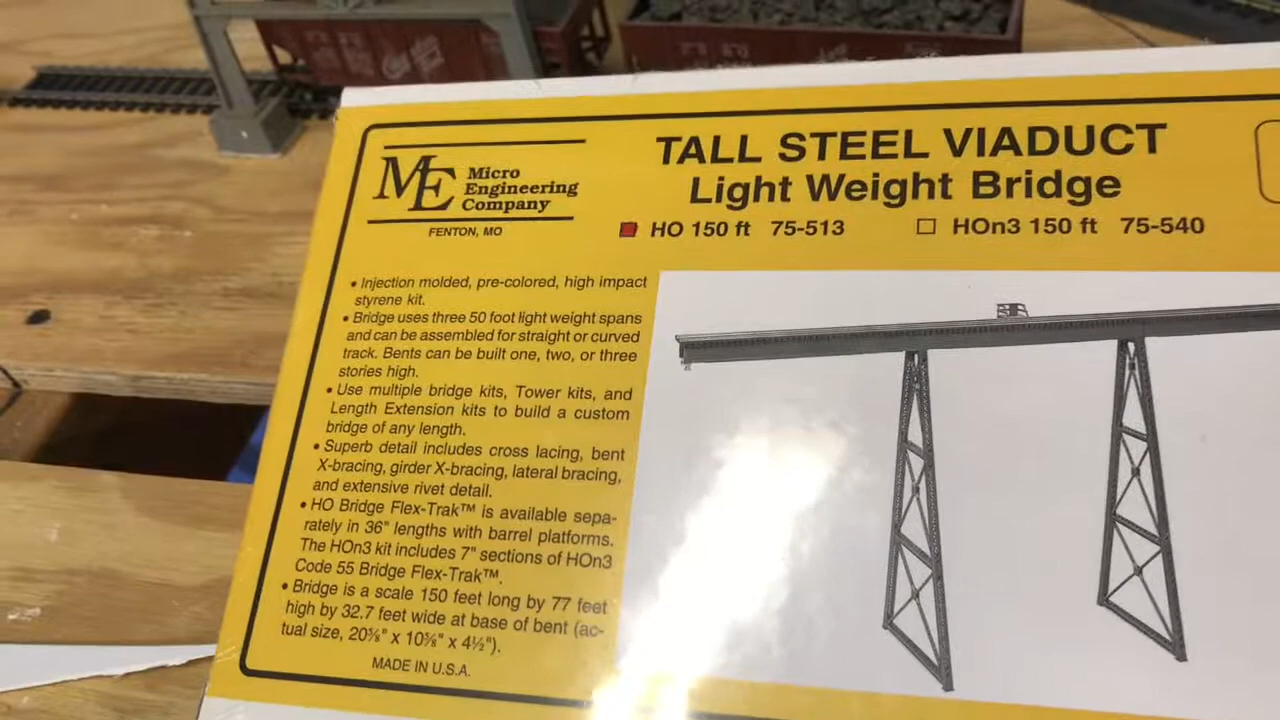 TALL STEEL VIADUCT
Light Weight Bridge
ME Micro
Engineering
Company
FENTON, MO
HO 150 ft 75-513
HOn3 150 ft 75-540
• Injection molded, pre-colored, high impact
styrene kit.
• Bridge uses three 50 foot light weight spans
and can be assembled for straight or curved
track. Bents can be built one, two, or three
stories high.
• Use multiple bridge kits, Tower kits, and
Length Extension kits to build a custom
bridge of any length.
• Superb detail includes cross lacing, bent
X-bracing, girder X-bracing, lateral bracing,
and extensive rivet detail.
• HO Bridge Flex-Trak™ is available sepa-
rately in 36" lengths with barrel platforms.
The HOn3 kit includes 7" sections of HOn3
Code 55 Bridge Flex-Trak™.
• Bridge is a scale 150 feet long by 77 feet
high by 32.7 feet wide at base of bent (ac-
tual size, 20⅝" x 10⅝" x 4½").
MADE IN U.S.A.